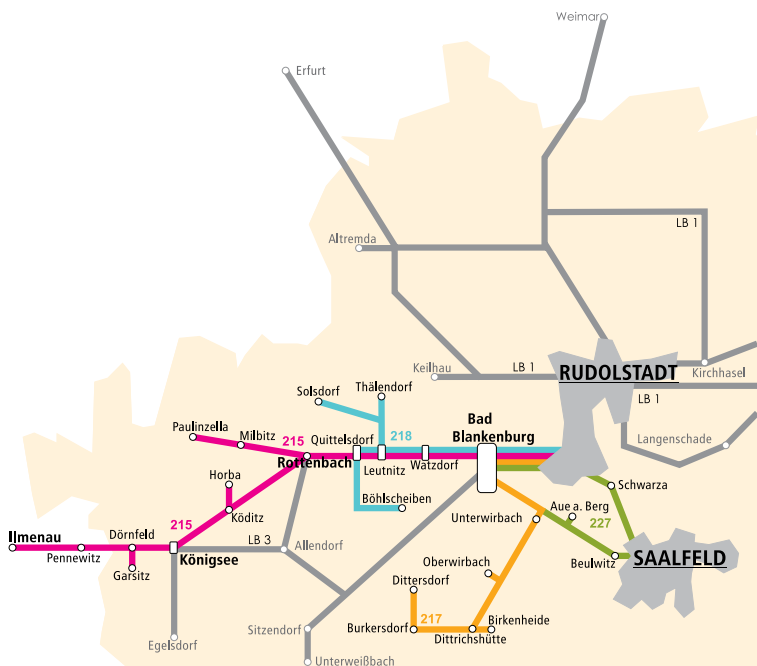 Weimar
Erfurt
LB 1
Altremda
Keilhau
LB 1
RUDOLSTADT
Kirchhasel
LB 1
Thälendorf
Solsdorf
Bad
Blankenburg
Paulinzella
Milbitz
215
Quittelsdorf
218
Langenschade
Rottenbach
Leutnitz
Watzdorf
Horba
Schwarza
Böhlscheiben
Aue a. Berg
215
Köditz
Unterwirbach
227
Ilmenau
Dörnfeld
LB 3
Allendorf
Pennewitz
Königsee
Beulwitz
SAALFELD
Garsitz
Oberwirbach
Dittersdorf
217
Birkenheide
Sitzendorf
Burkersdorf
Dittrichshütte
Egelsdorf
Unterweißbach